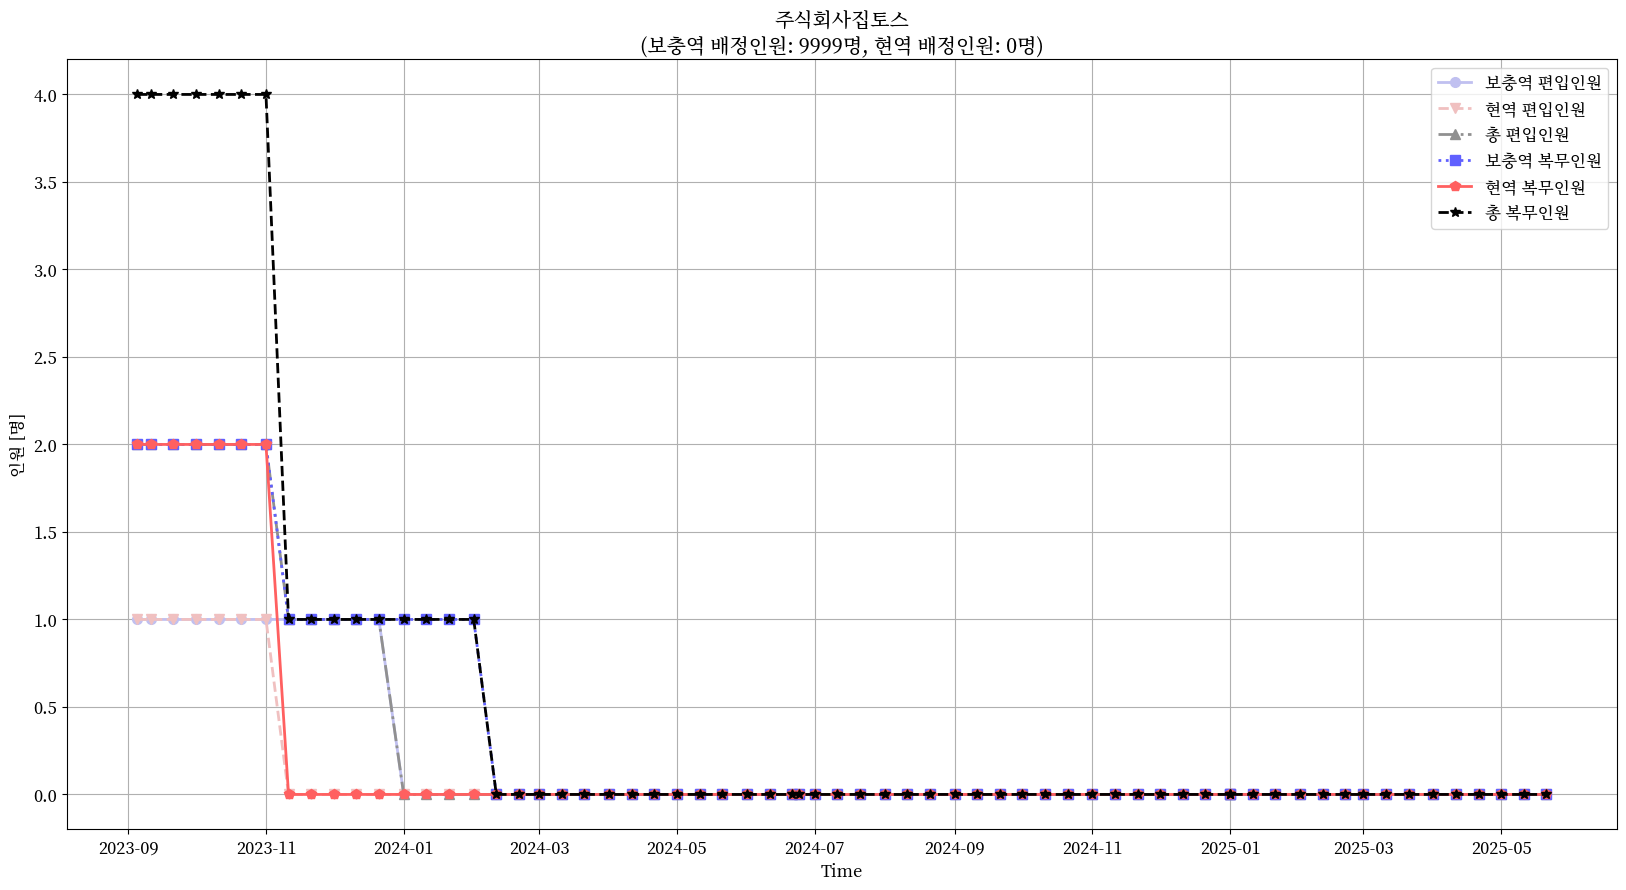 주식회사집토스
(보충역 배정인원: 9999명, 현역 배정인원: 0명)
보충역 편입인원
현역 편입인원
총 편입인원
보충역 복무인원
현역 복무인원
총 복무인원
인원 [명]
4.0
3.5
3.0
2.5
2.0
1.5
1.0
0.5
0.0
2023-09 2023-11 2024-01 2024-03 2024-05 2024-07 2024-09 2024-11 2025-01 2025-03 2025-05
Time